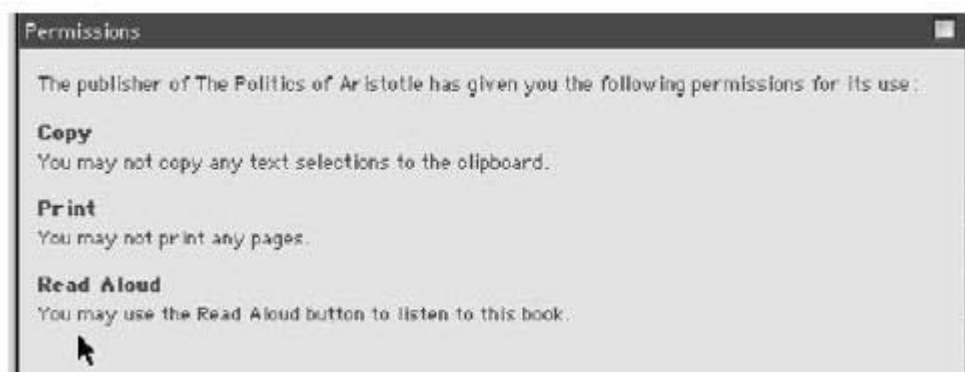 Permissions
The publisher of The Politics of Aristotle has given you the following permissions for its use:
Copy
You may not copy any text selections to the clipboard.
Print
You may not print any pages.
Read Aloud
You may use the Read Aloud button to listen to this book.